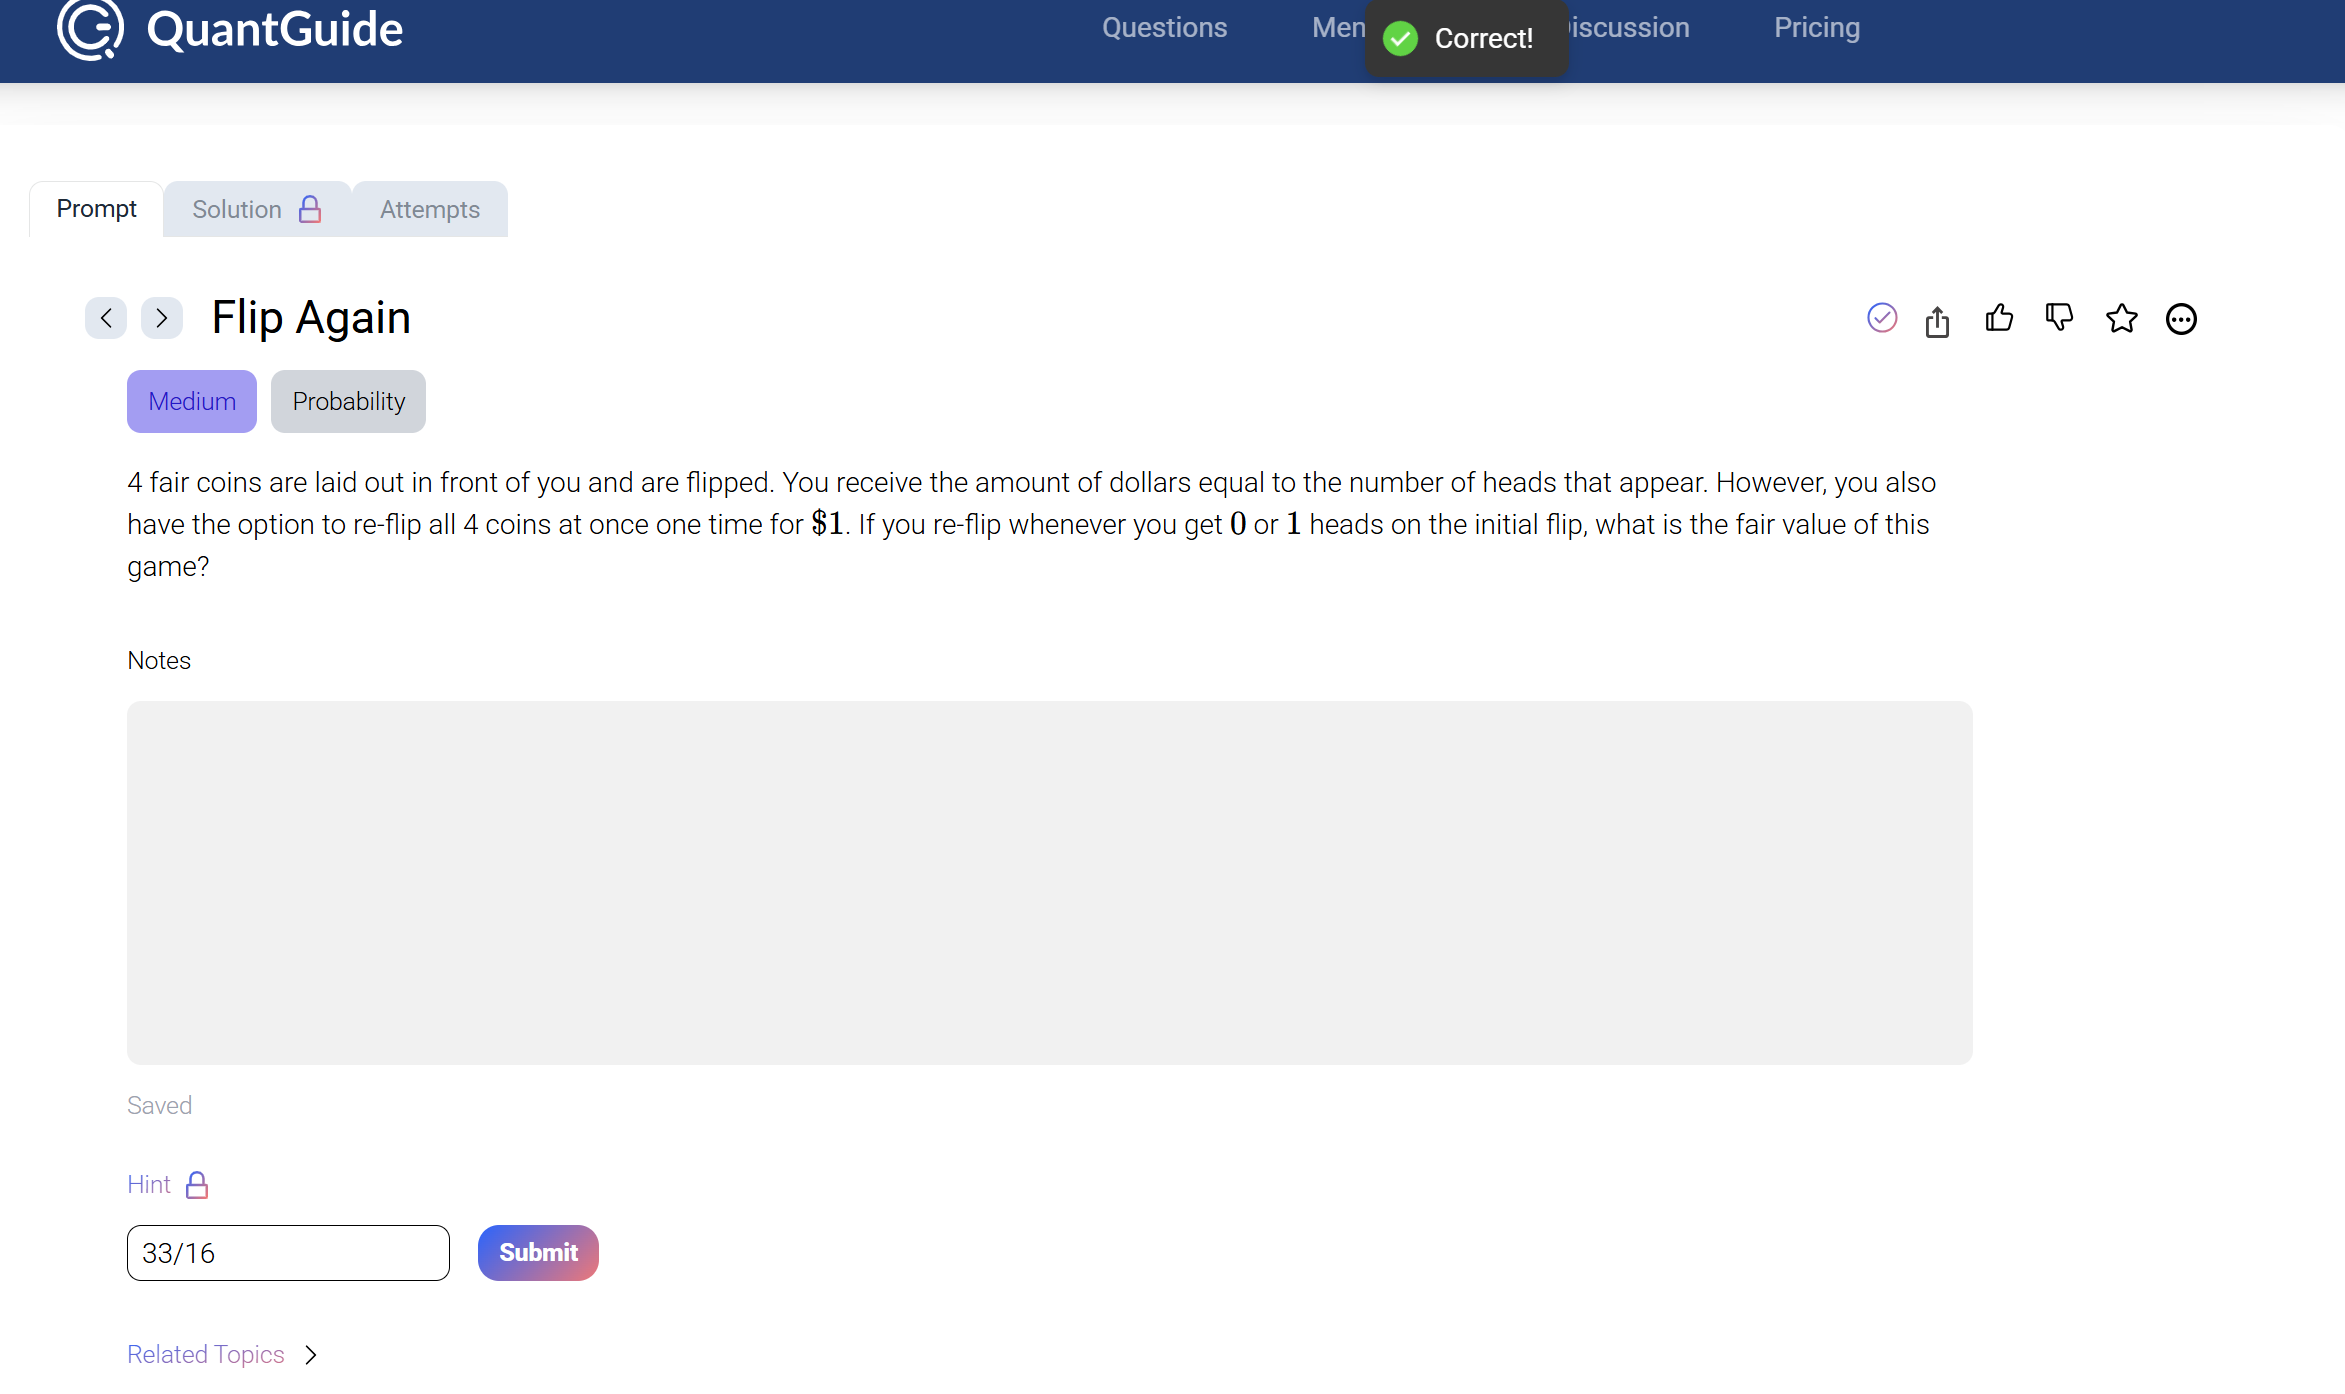 QuantGuide
Questions Men Correct! iscussion Pricing
Prompt Solution Attempts
Flip Again
Medium Probability
4 fair coins are laid out in front of you and are flipped. You receive the amount of dollars equal to the number of heads that appear. However, you also
have the option to re-flip all 4 coins at once one time for $1. If you re-flip whenever you get 0 or 1 heads on the initial flip, what is the fair value of this
game?
Notes
Saved
Hint
33/16 Submit
Related Topics